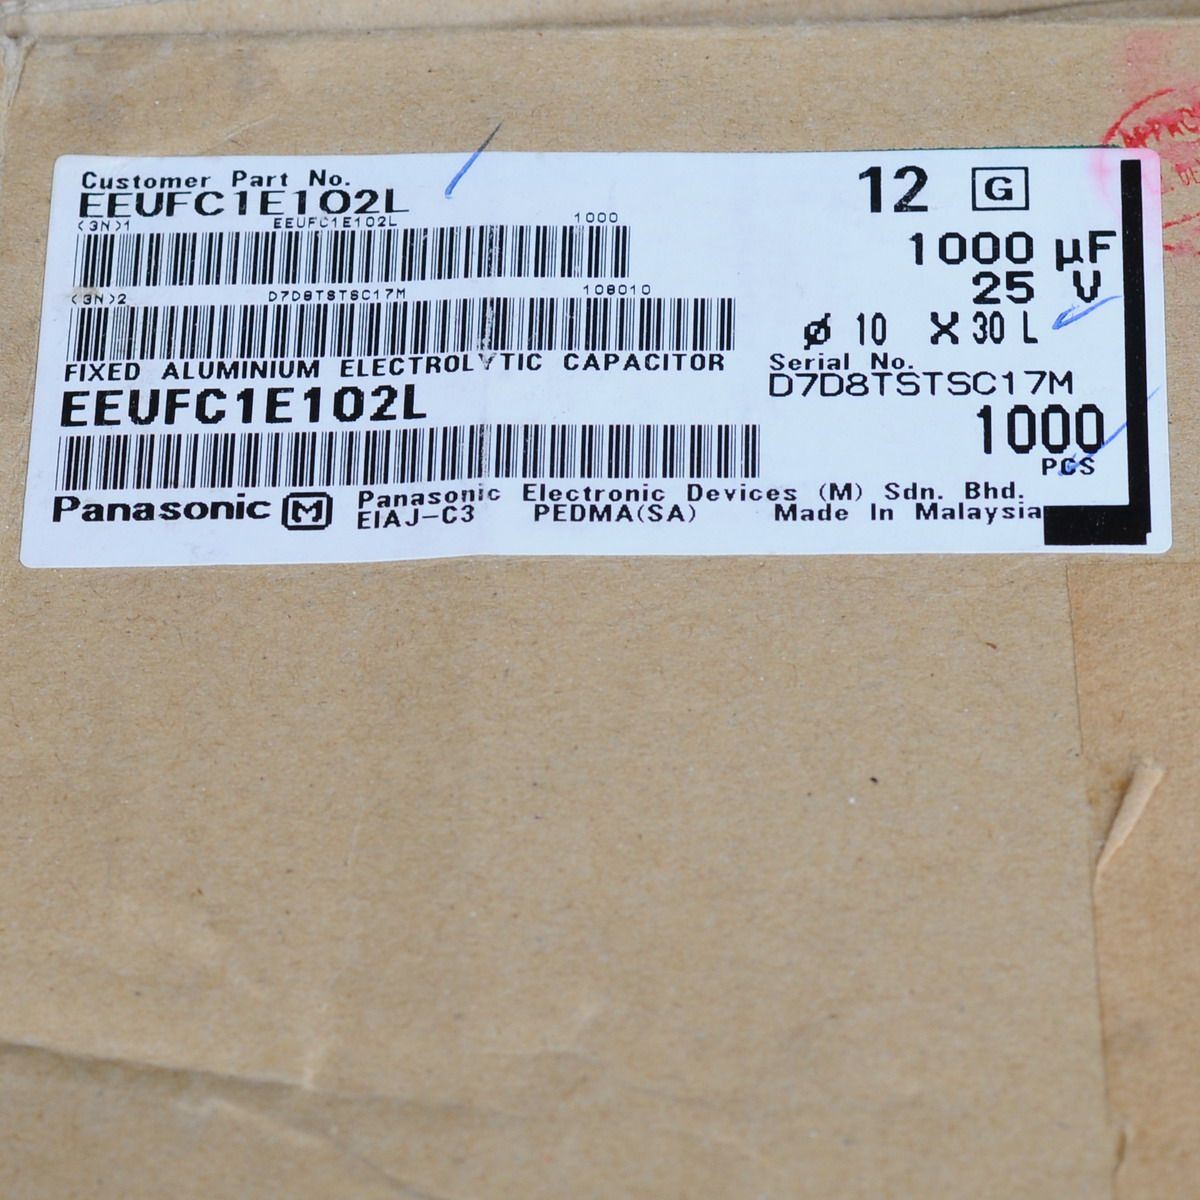 Customer Part No.
EEUFC1E102L
12 G
(3N)1 EEUFC1E102L 1000
1000 µF
25 V
(3N)2 D7D8TSTSC17M 108010
ø 10 X 30 L
FIXED ALUMINIUM ELECTROLYTIC CAPACITOR
Serial No.
D7D8TSTSC17M
EEUFC1E102L
1000
PCS
Panasonic M Panasonic Electronic Devices (M) Sdn. Bhd.
EIAJ-C3 PEDMA(SA) Made In Malaysia